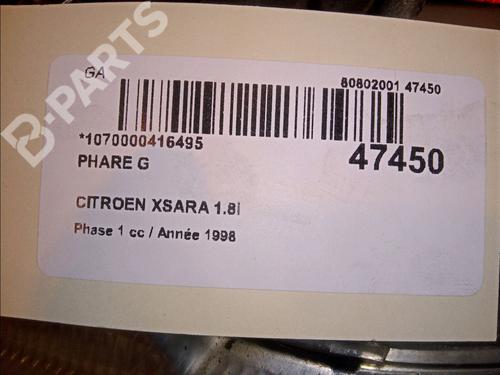 GA
80802001 47450
*1070000416495
47450
PHARE G
CITROEN XSARA 1.8i
Phase 1 cc / Année 1998
B-PARTS